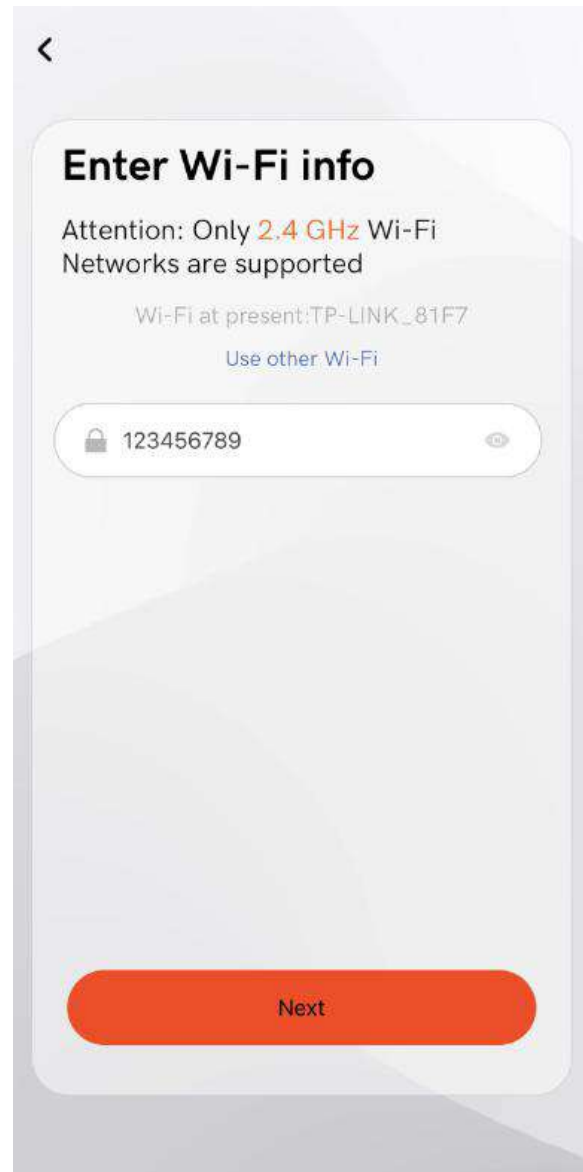 Enter Wi-Fi info
Attention: Only 2.4 GHz Wi-Fi
Networks are supported
Wi-Fi at present:TP-LINK_81F7
Use other Wi-Fi
123456789
Next